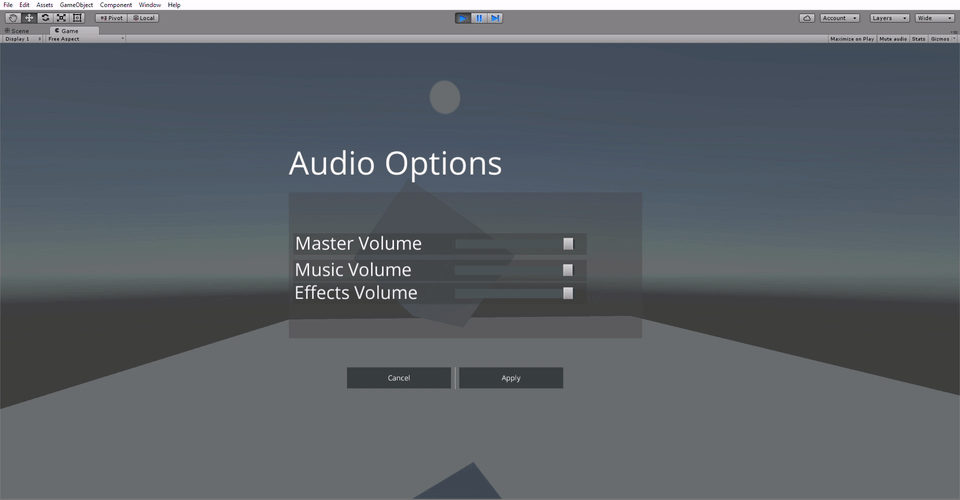 File Edit Assets GameObject Component Window Help
Pivot Local Account Layers Wide
Scene Game
Display 1 Free Aspect Maximize on Play Mute audio Stats Gizmos
Audio Options
Master Volume
Music Volume
Effects Volume
Cancel Apply